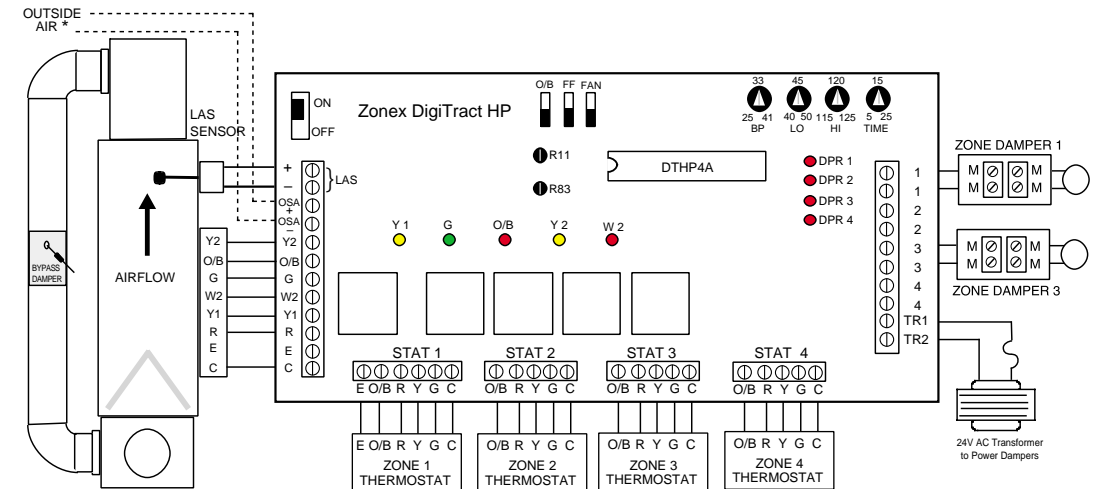 OUTSIDE
AIR *
LAS
SENSOR
BYPASS
DAMPER
AIRFLOW
Y2
O/B
G
W2
Y1
R
E
C
ON
OFF
Zonex DigiTract HP
O/B FF FAN
33
25 41
BP
45
40 50
LO
120
115 125
HI
15
5 25
TIME
R11
R83
DTHP4A
DPR 1
DPR 2
DPR 3
DPR 4
+
–
LAS
OSA
+
OSA
–
Y2
O/B
G
W2
Y1
R
E
C
Y 1
G
O/B
Y 2
W 2
1
1
2
2
3
3
4
4
TR1
TR2
ZONE DAMPER 1
M M
M M
M M
M M
ZONE DAMPER 3
STAT 1
E O/B R Y G C
STAT 2
O/B R Y G C
STAT 3
O/B R Y G C
STAT 4
O/B R Y G C
E O/B R Y G C
ZONE 1
THERMOSTAT
O/B R Y G C
ZONE 2
THERMOSTAT
O/B R Y G C
ZONE 3
THERMOSTAT
O/B R Y G C
ZONE 4
THERMOSTAT
24V AC Transformer
to Power Dampers